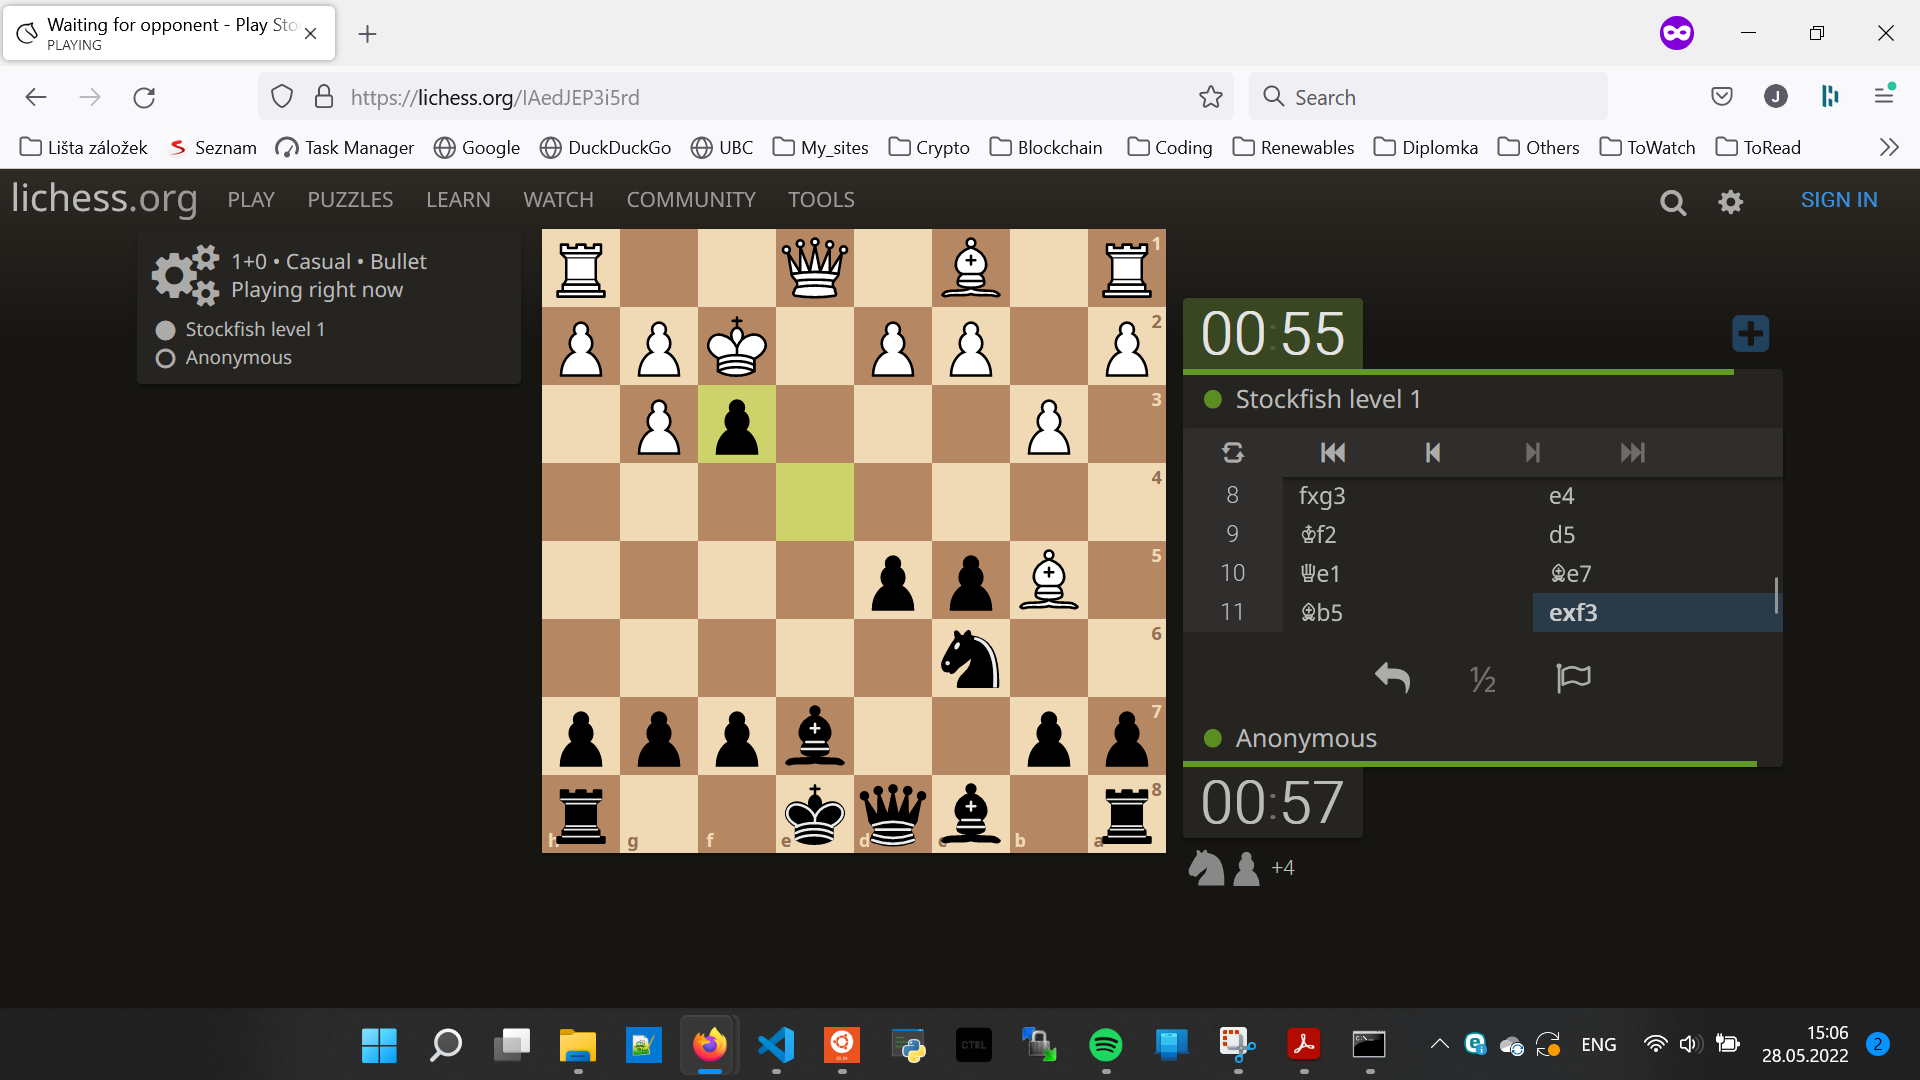 Waiting for opponent - Play Sto
PLAYING
https://lichess.org/IAedJEP3i5rd
Search
J
Lišta záložek Seznam Task Manager Google DuckDuckGo UBC My_sites Crypto Blockchain Coding Renewables Diplomka Others ToWatch ToRead
lichess.org PLAY PUZZLES LEARN WATCH COMMUNITY TOOLS SIGN IN
1+0 • Casual • Bullet
Playing right now
Stockfish level 1
Anonymous
1
2
3
4
5
6
7
8
h g f e d c b a
00:55
Stockfish level 1
8 fxg3 e4
9 ♔f2 d5
10 ♕e1 ♗e7
11 ♗b5 exf3
½
Anonymous
00:57
+4
CTRL
ENG
15:06
28.05.2022
2